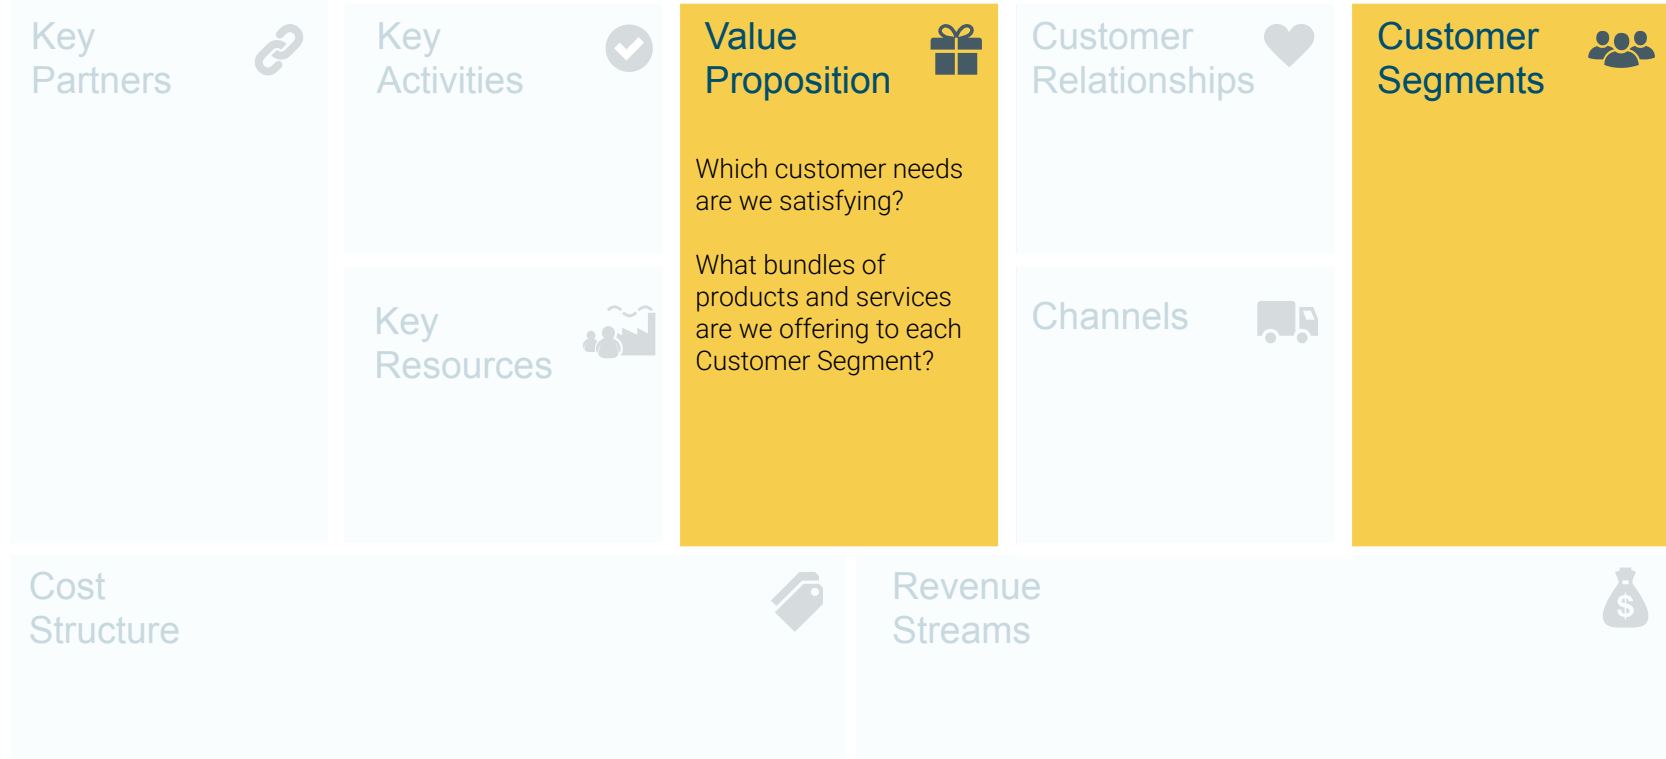 Key
Partners
Key
Activities
Key
Resources
Value
Proposition
Which customer needs
are we satisfying?
What bundles of
products and services
are we offering to each
Customer Segment?
Customer
Relationships
Channels
Customer
Segments
Cost
Structure
Revenue
Streams
$